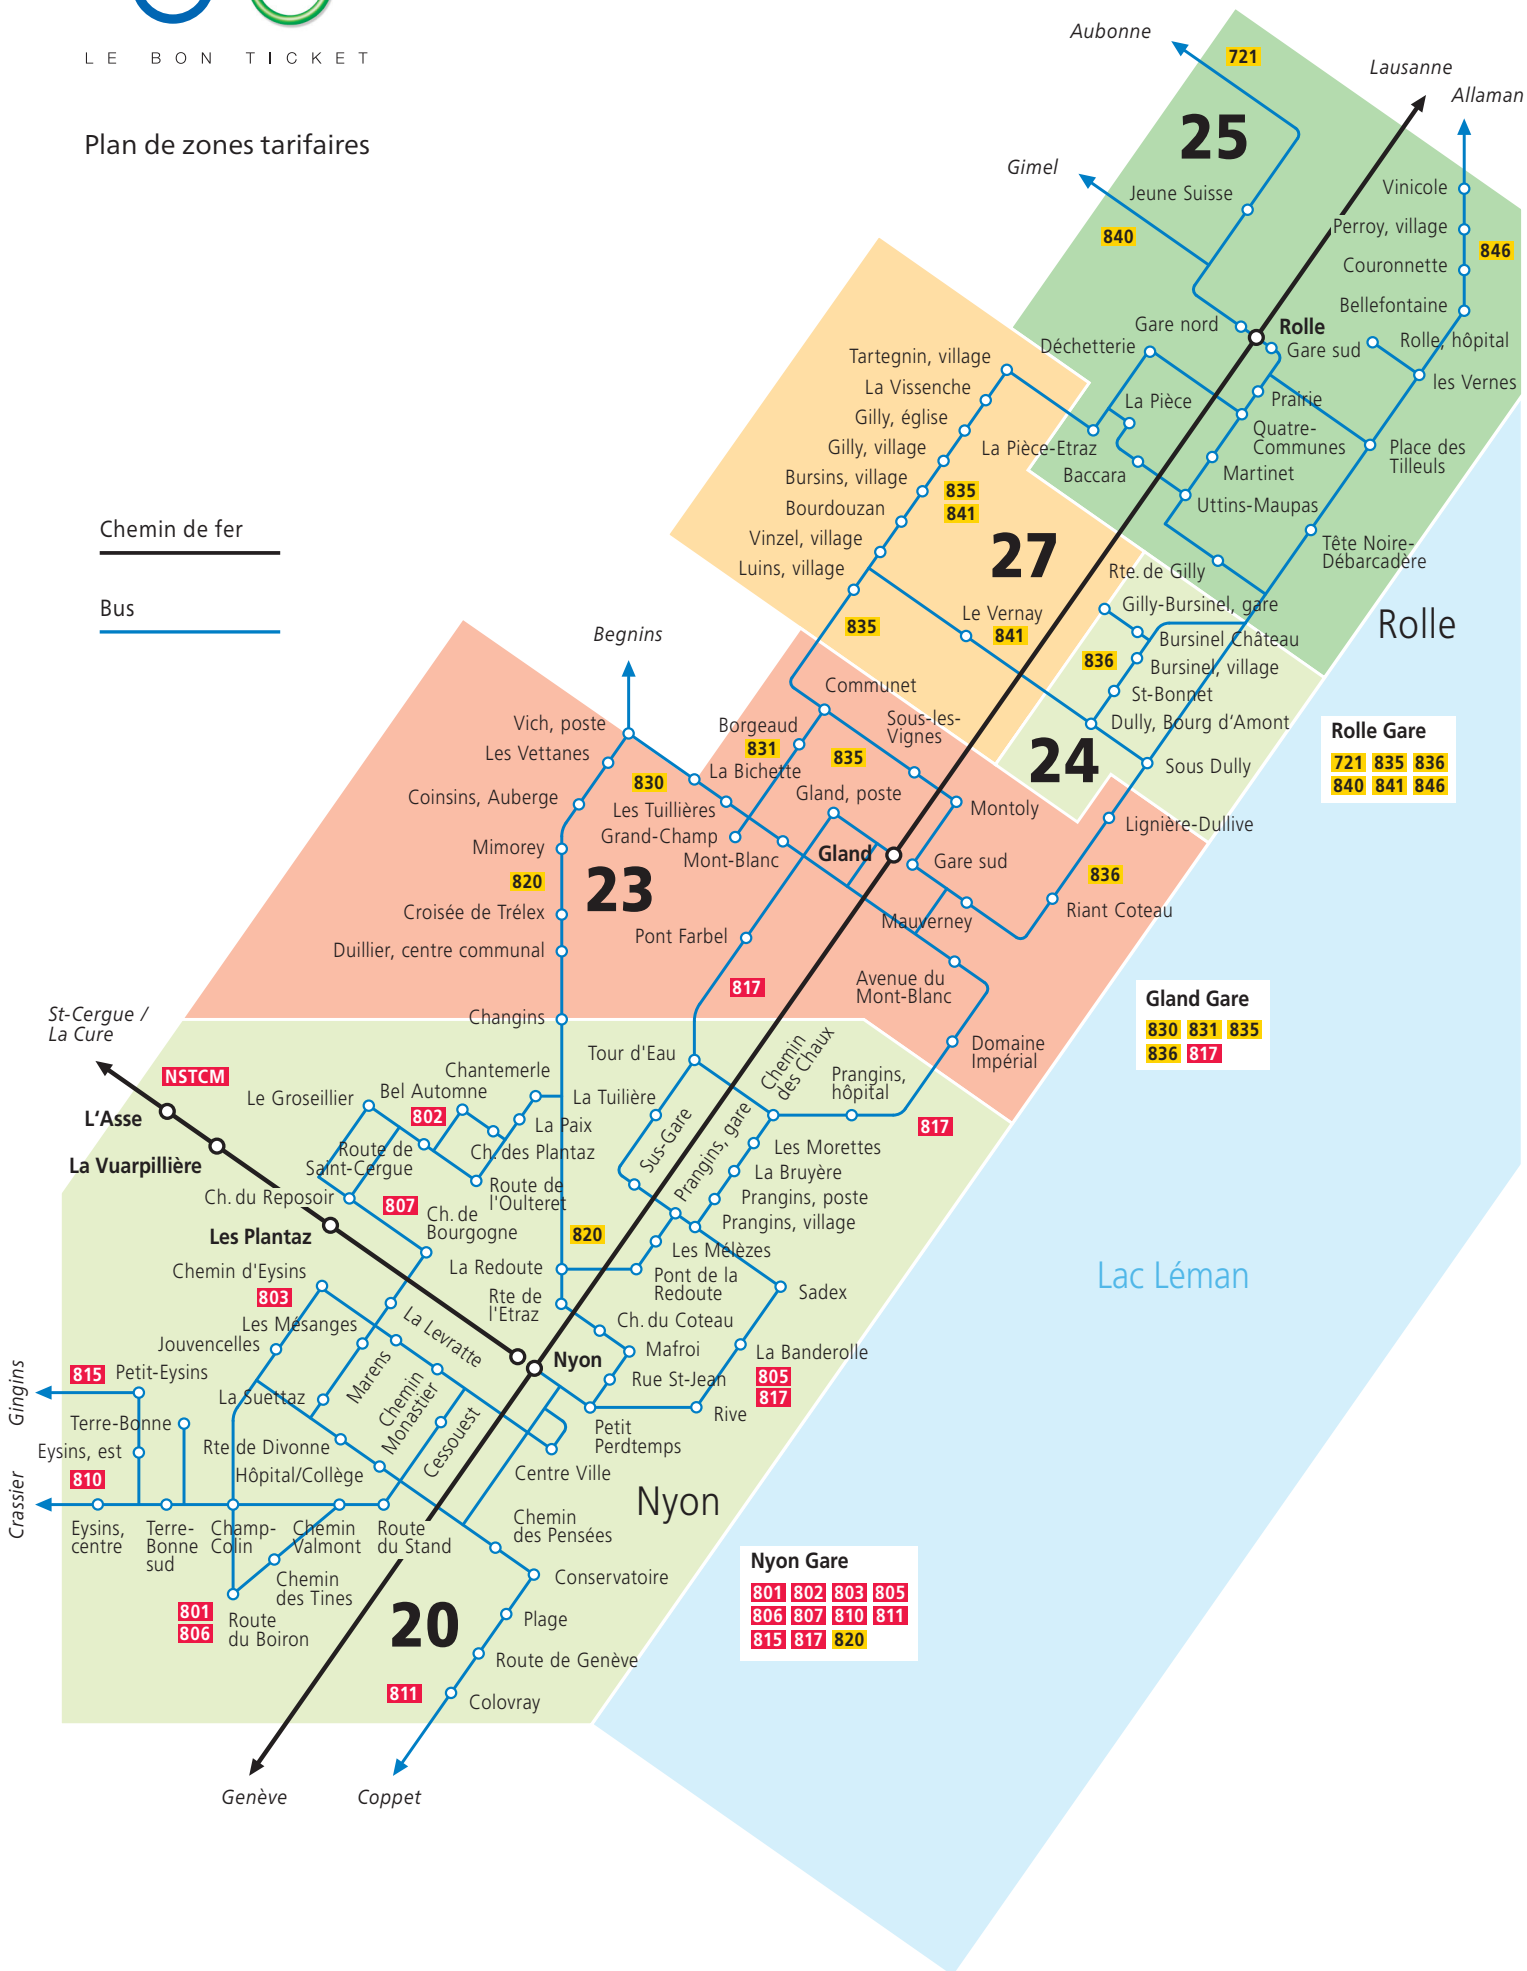 LE BON TICKET
Plan de zones tarifaires
Chemin de fer
Bus
Aubonne
721
Lausanne
Allaman
25
Gimel
Jeune Suisse
Vinicole
840
Perroy, village
846
Couronnette
Bellefontaine
Gare nord
Rolle
Déchetterie
Gare sud
Rolle, hôpital
les Vernes
La Pièce
Prairie
Quatre-
Communes
La Pièce-Etraz
Place des
Tilleuls
Baccara
Martinet
Uttins-Maupas
Tête Noire-
Débarcadère
Rte. de Gilly
Rolle
Tartegnin, village
La Vissenche
Gilly, église
Gilly, village
Bursins, village
835
841
Bourdouzan
Vinzel, village
27
Luins, village
Le Vernay
835
841
Gilly-Bursinel, gare
Bursinel Château
836
Bursinel, village
St-Bonnet
Dully, Bourg d'Amont
24
Sous Dully
Rolle Gare
721 835 836
840 841 846
Begnins
Communet
Vich, poste
Borgeaud
Sous-les-
Vignes
831
835
Les Vettanes
La Bichette
830
Gland, poste
Coinsins, Auberge
Les Tuillières
Montoly
Lignière-Dullive
Grand-Champ
Mimorey
Mont-Blanc
Gland
Gare sud
820
23
836
Croisée de Trélex
Mauverney
Riant Coteau
Pont Farbel
Duillier, centre communal
817
Avenue du
Mont-Blanc
Changins
Domaine
Impérial
Gland Gare
830 831 835
836 817
St-Cergue /
La Cure
NSTCM
L‘Asse
La Vuarpillière
Les Plantaz
Tour d'Eau
Chemin
des Chaux
Prangins,
hôpital
817
Chantemerle
Bel Automne
La Tuilière
Le Groseillier
802
La Paix
Sus-Gare
Prangins, gare
Les Morettes
Route de
Saint-Cergue
Ch. des Plantaz
La Bruyère
Route de
l'Oulteret
Ch. du Reposoir
807
Prangins, poste
Ch. de
Bourgogne
Prangins, village
820
Les Mélèzes
La Redoute
Pont de la
Redoute
Chemin d'Eysins
803
Rte de
l'Etraz
Sadex
Ch. du Coteau
Les Mésanges
La Levratte
Jouvencelles
Mafroi
La Banderolle
Nyon
805
817
Gingins
815
Petit-Eysins
Marens
Rue St-Jean
La Suettaz
Chemin
Monastier
Rive
Terre-Bonne
Petit
Perdtemps
Cessouest
Eysins, est
Rte de Divonne
Hôpital/Collège
Centre Ville
810
Crassier
Nyon
Eysins,
centre
Terre-
Bonne
sud
Champ-
Colin
Chemin
Valmont
Route
du Stand
Chemin
des Pensées
Chemin
des Tines
Conservatoire
801
806
Route
du Boiron
20
Plage
Route de Genève
811
Colovray
Genève
Coppet
Lac Léman
Nyon Gare
801 802 803 805
806 807 810 811
815 817 820